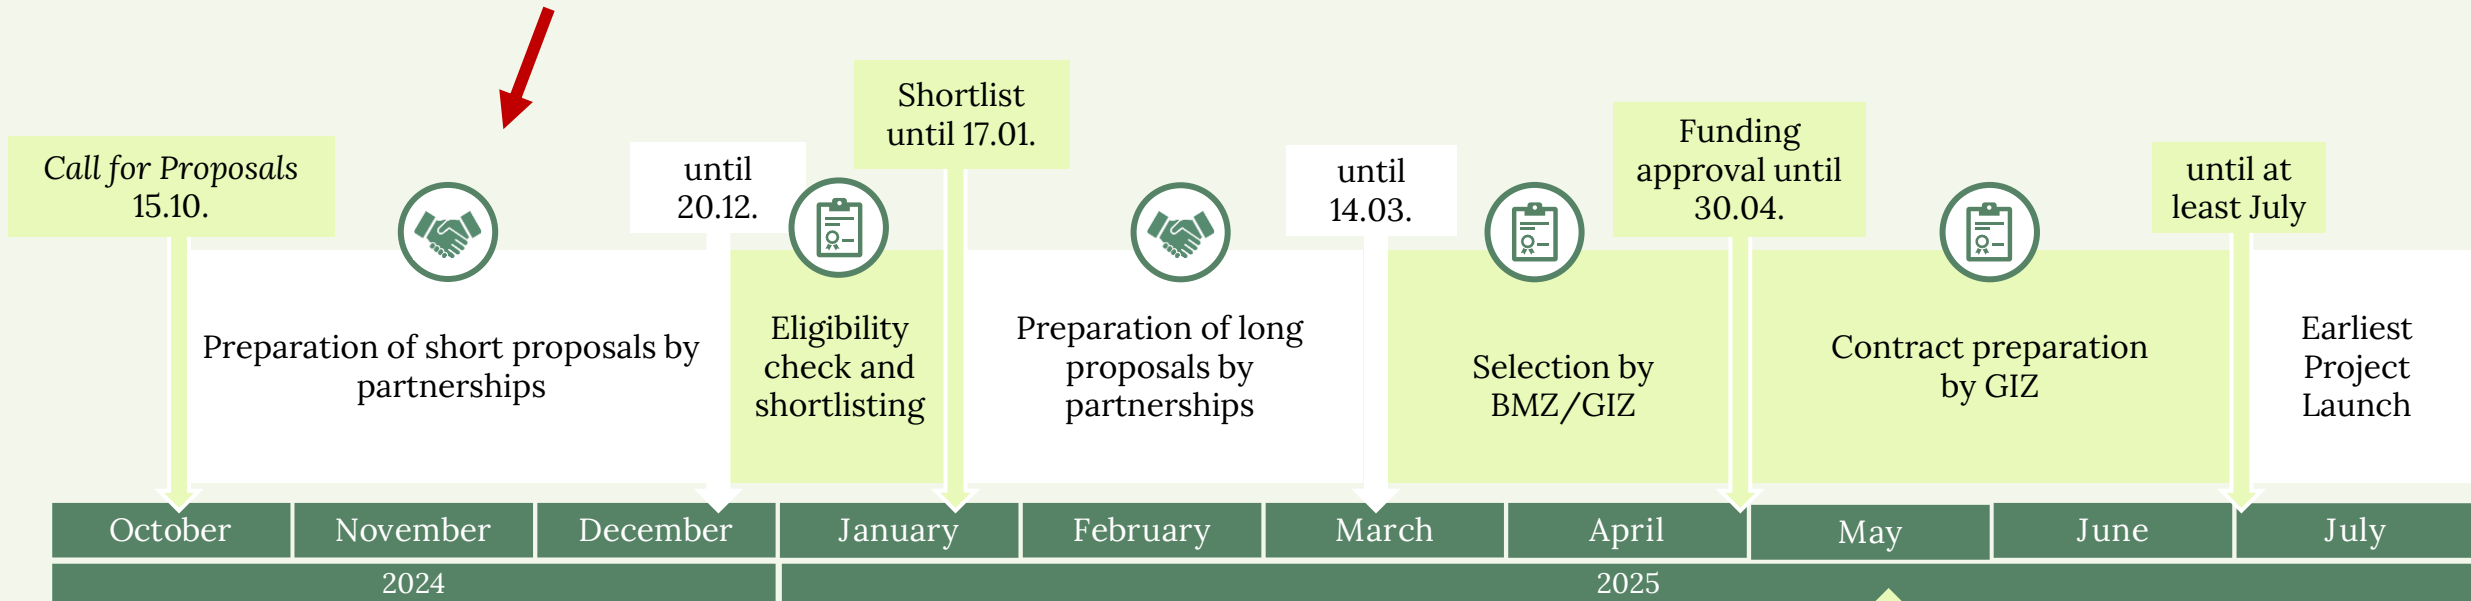 Call for Proposals
15.10.
until
20.12.
Shortlist
until 17.01.
until
14.03.
Funding
approval until
30.04.
until at
least July
Preparation of short proposals by
partnerships
Eligibility
check and
shortlisting
Preparation of long
proposals by
partnerships
Selection by
BMZ/GIZ
Contract preparation
by GIZ
Earliest
Project
Launch
October November December January February March April May June July
2024 2025